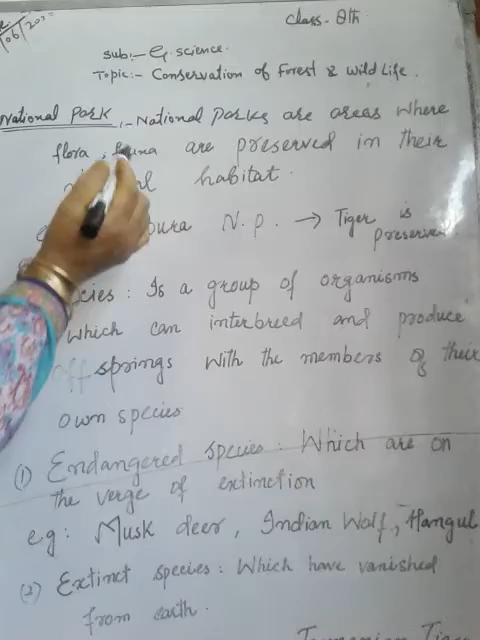 Class- 8th
Sub:- G. science.
Topic:- Conservation of Forest & Wild Life.
National Park :- National Parks are areas where
flora, fauna are preserved in their
habitat.
N.P. → Tiger is
preserved
cies : Is a group of organisms
which can interbreed and produce
offsprings with the members of their
own species
(1) Endangered species : Which are on
the verge of extinction
e.g: Musk deer, Indian Wolf, Hangul
(2) Extinct species : Which have vanished
from earth.